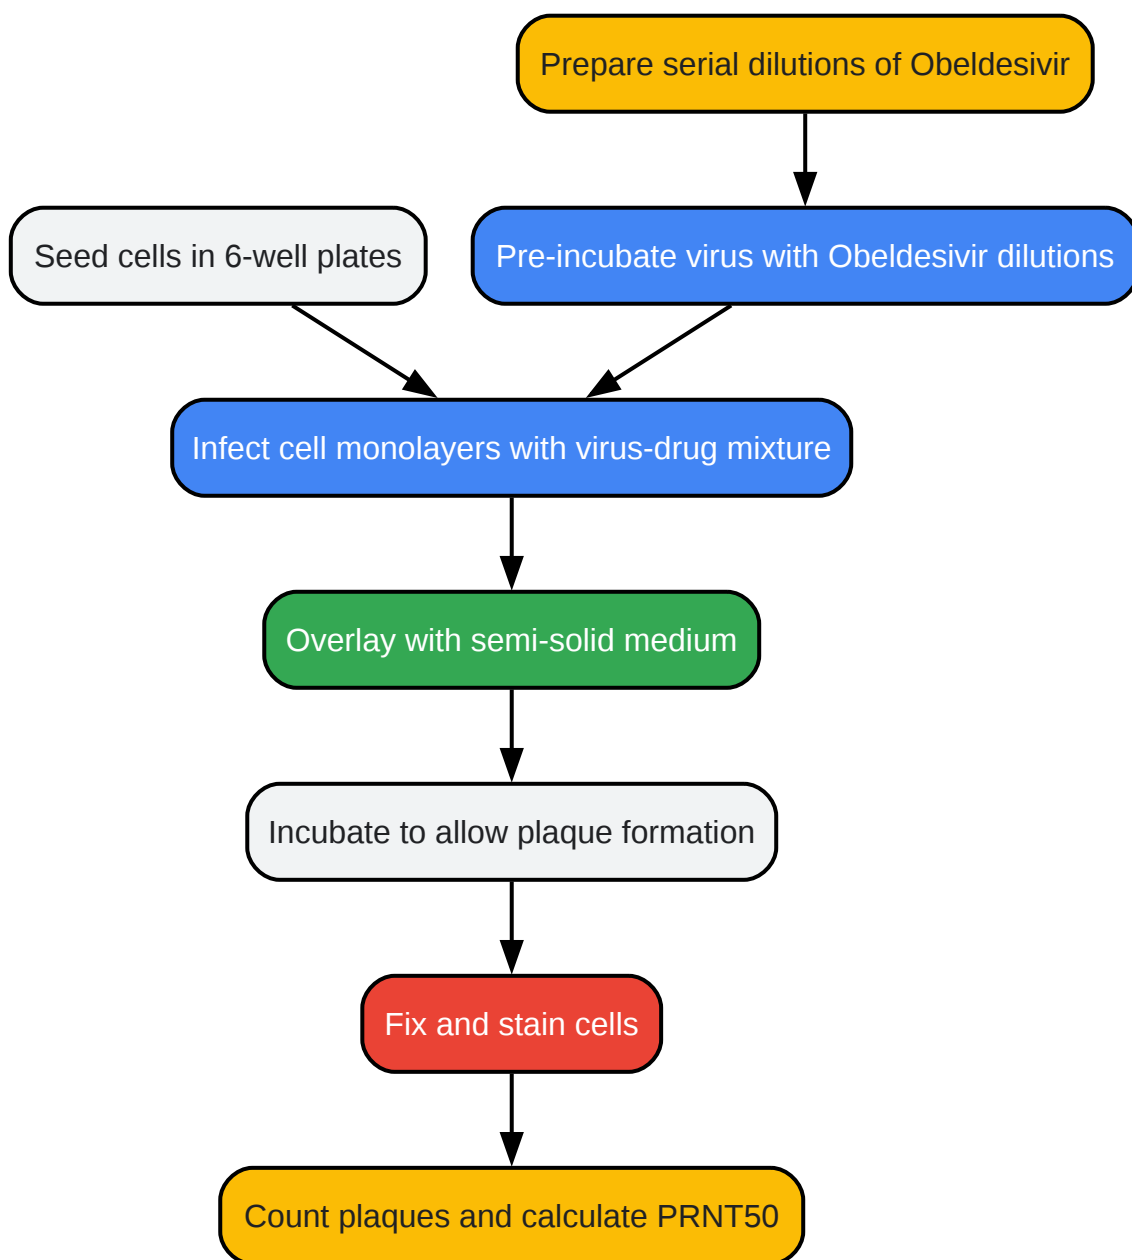 Prepare serial dilutions of Obeldesivir
Seed cells in 6-well plates
Pre-incubate virus with Obeldesivir dilutions
Infect cell monolayers with virus-drug mixture
Overlay with semi-solid medium
Incubate to allow plaque formation
Fix and stain cells
Count plaques and calculate PRNT50